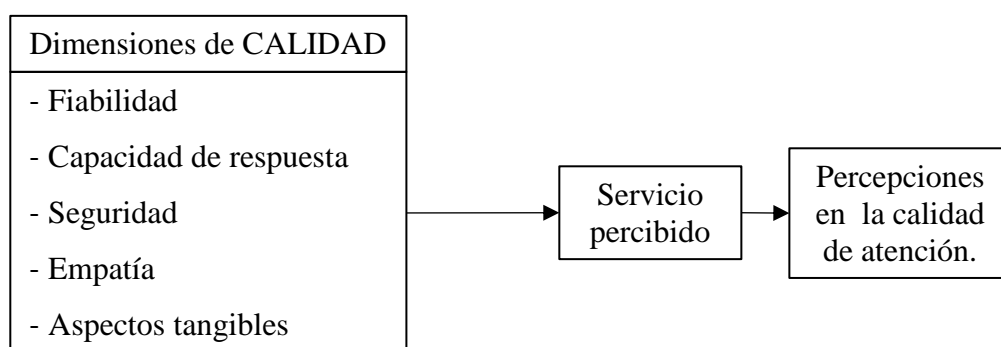 Dimensiones de CALIDAD
- Fiabilidad
- Capacidad de respuesta
- Seguridad
- Empatía
- Aspectos tangibles
Servicio
percibido
Percepciones
en la calidad
de atención.